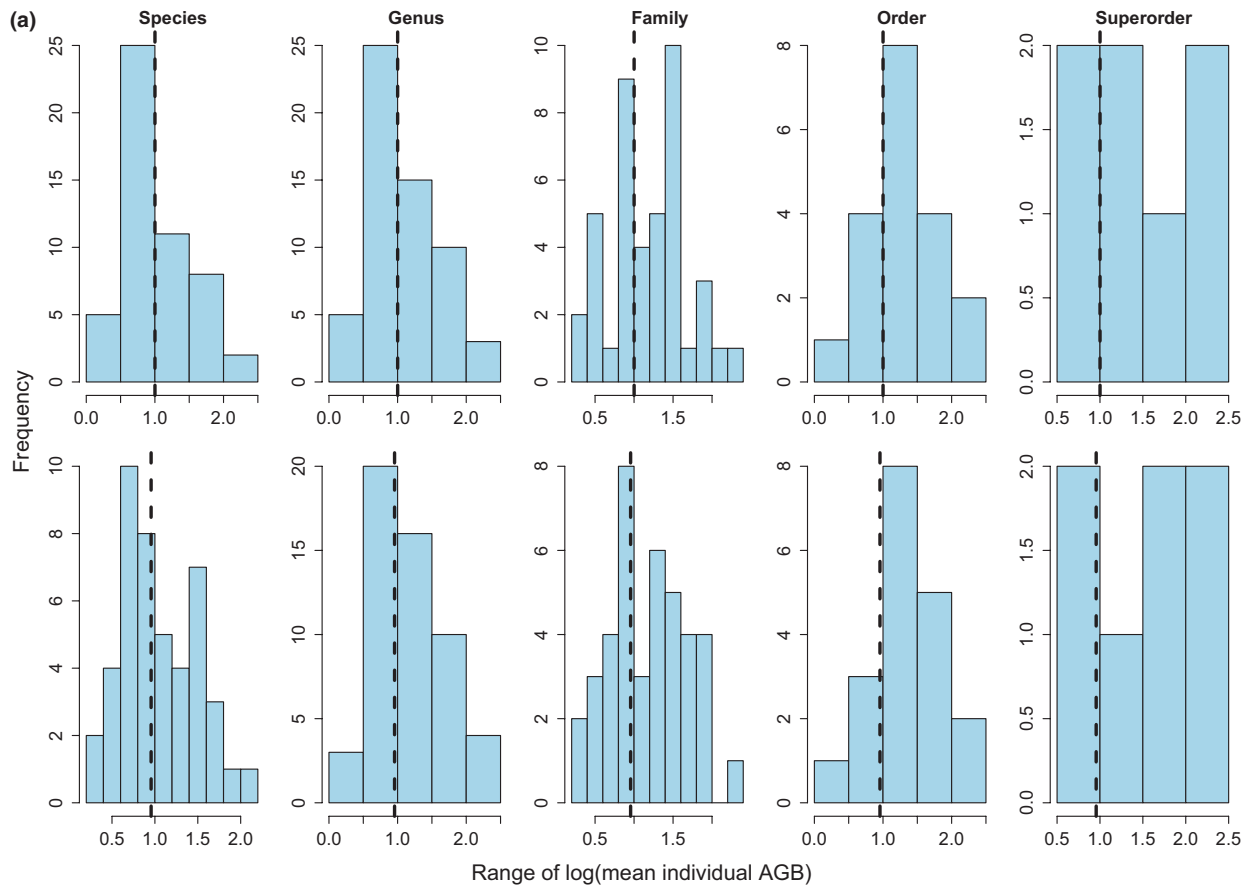 (a)
Species Genus Family Order Superorder
Frequency
0 5 10 15 20 25
0.0 1.0 2.0
0 5 10 15 20 25
0.0 1.0 2.0
0 2 4 6 8 10
0.5 1.5
0 2 4 6 8
0.0 1.0 2.0
0.0 0.5 1.0 1.5 2.0
0.5 1.0 1.5 2.0 2.5
0 2 4 6 8 10
0.5 1.0 1.5 2.0
0 5 10 15 20
0.0 1.0 2.0
0 2 4 6 8
0.5 1.5
0 2 4 6 8
0.0 1.0 2.0
0.0 0.5 1.0 1.5 2.0
0.5 1.0 1.5 2.0 2.5
Range of log(mean individual AGB)